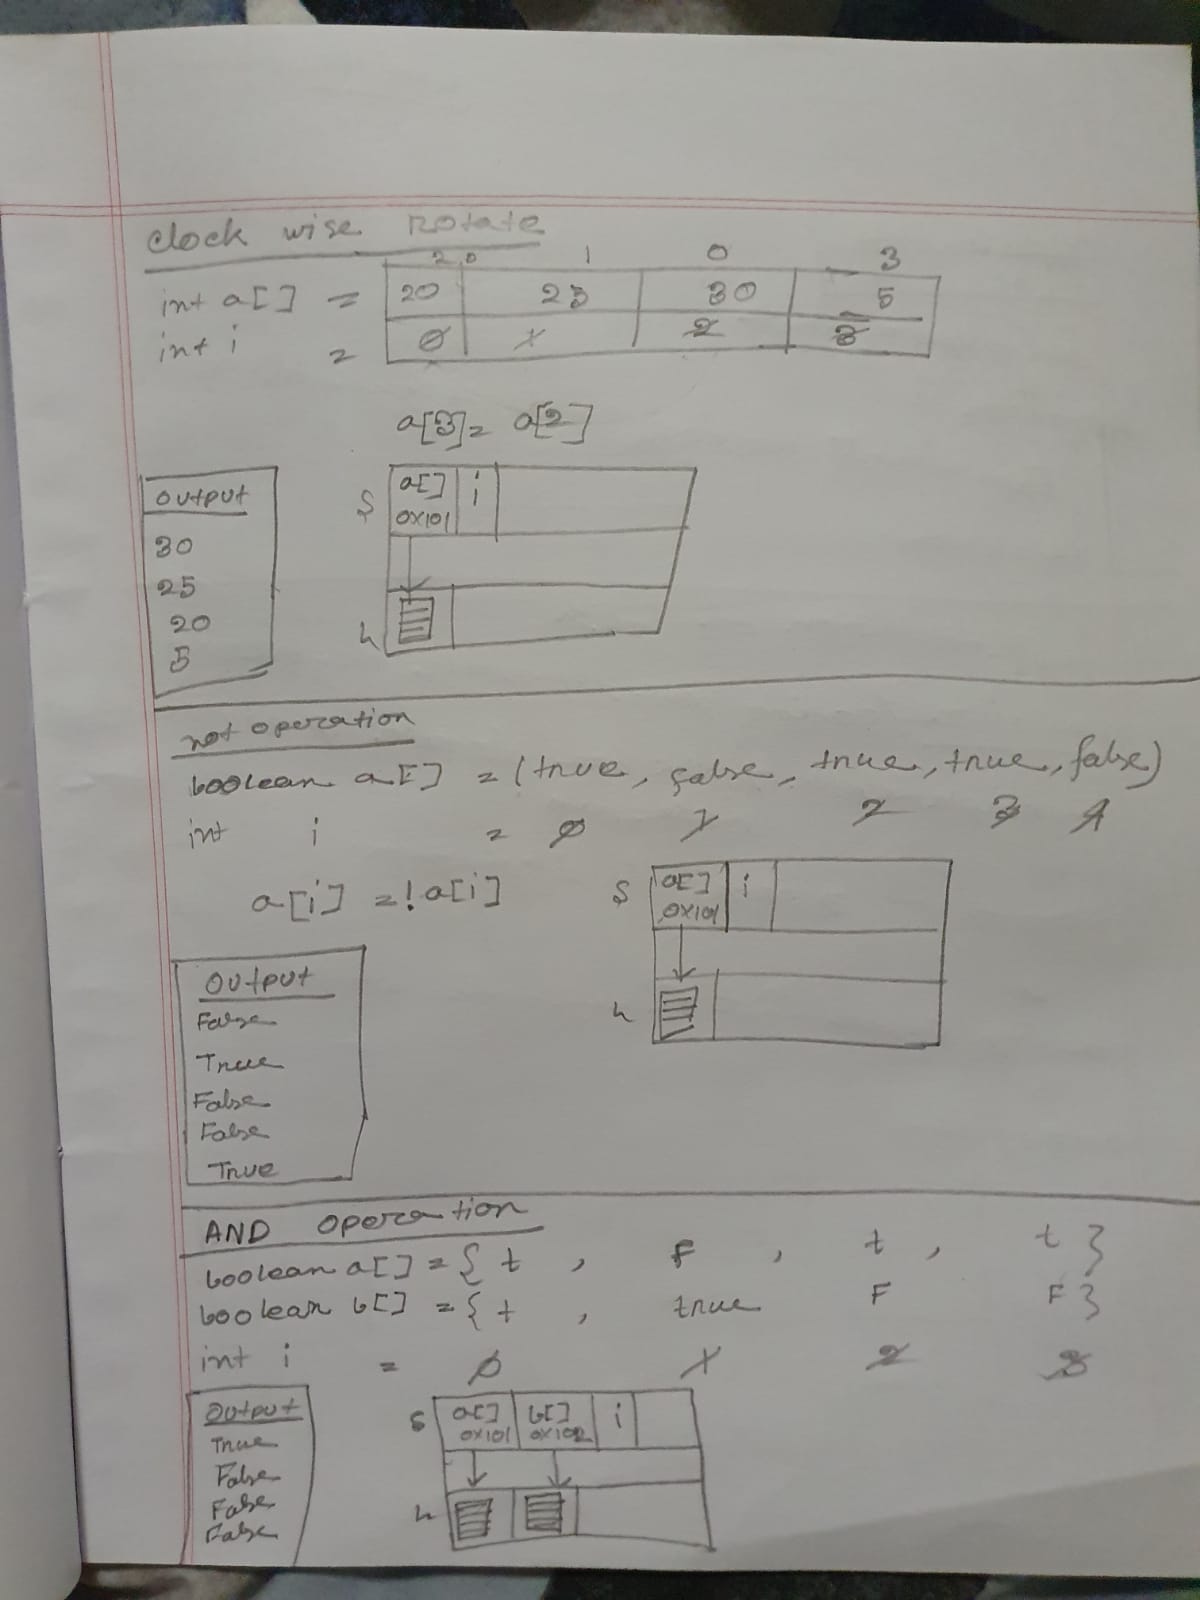 clock wise Rotate
2 0 1 0 3
int a[] = 20 25 30 5
int i = 0 1 2 3
a[3] = a[2]
output
30
25
20
5
S a[] i
0x101
h
not operation
boolean a[] = (true, false, true, true, false)
int i = 0 1 2 3 4
a[i] = !a[i]
S a[] i
0x101
h
Output
False
True
False
False
True
AND operation
boolean a[] = { t , F , t , t }
boolean b[] = { t , true F F }
int i = 0 1 2 3
Output
True
False
False
False
S a[] b[] i
0x101 0x102
h